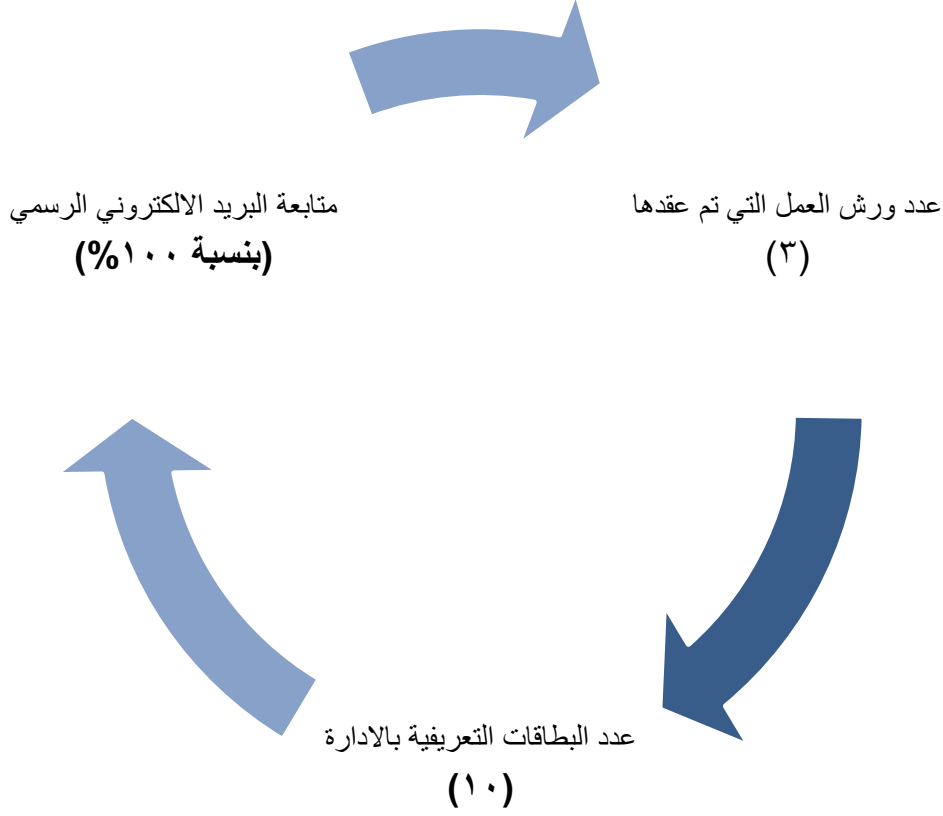 عدد ورش العمل التي تم عقدها
(٣)
عدد البطاقات التعريفية بالادارة
(١٠)
متابعة البريد الالكتروني الرسمي
(بنسبة ١٠٠%)